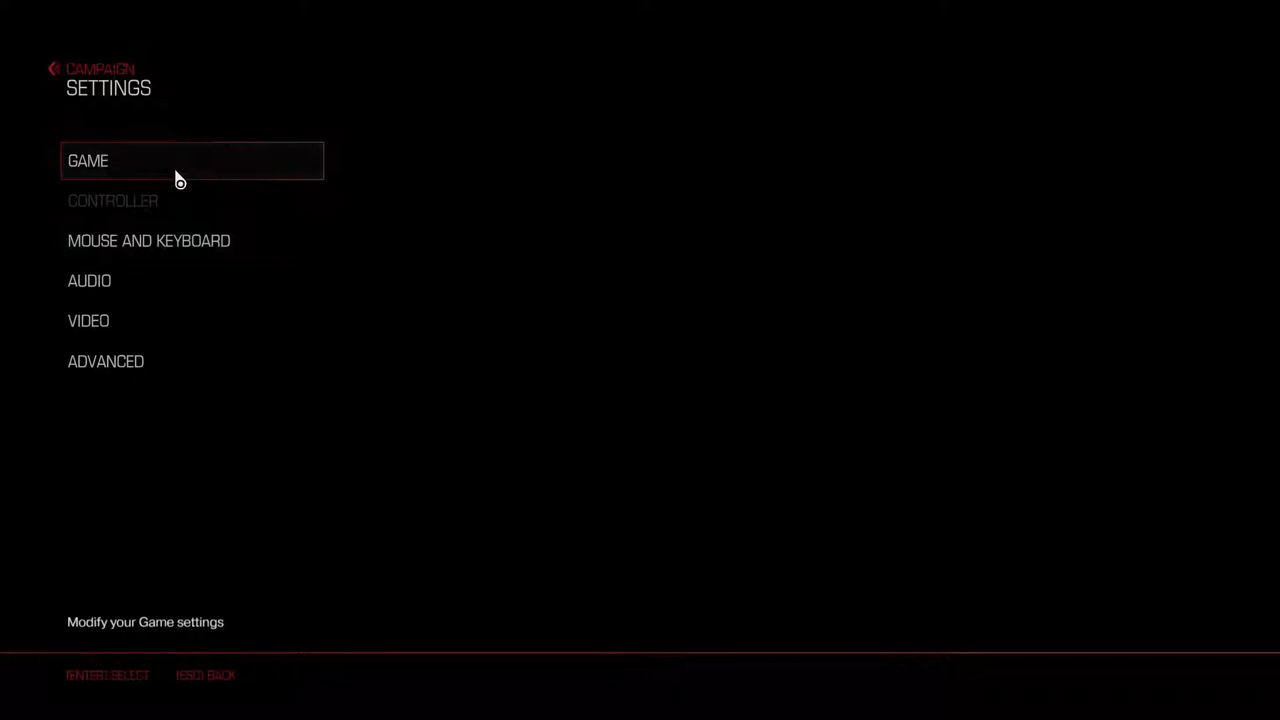 CAMPAIGN
SETTINGS
GAME
CONTROLLER
MOUSE AND KEYBOARD
AUDIO
VIDEO
ADVANCED
Modify your Game settings
[ENTER] SELECT [ESC] BACK